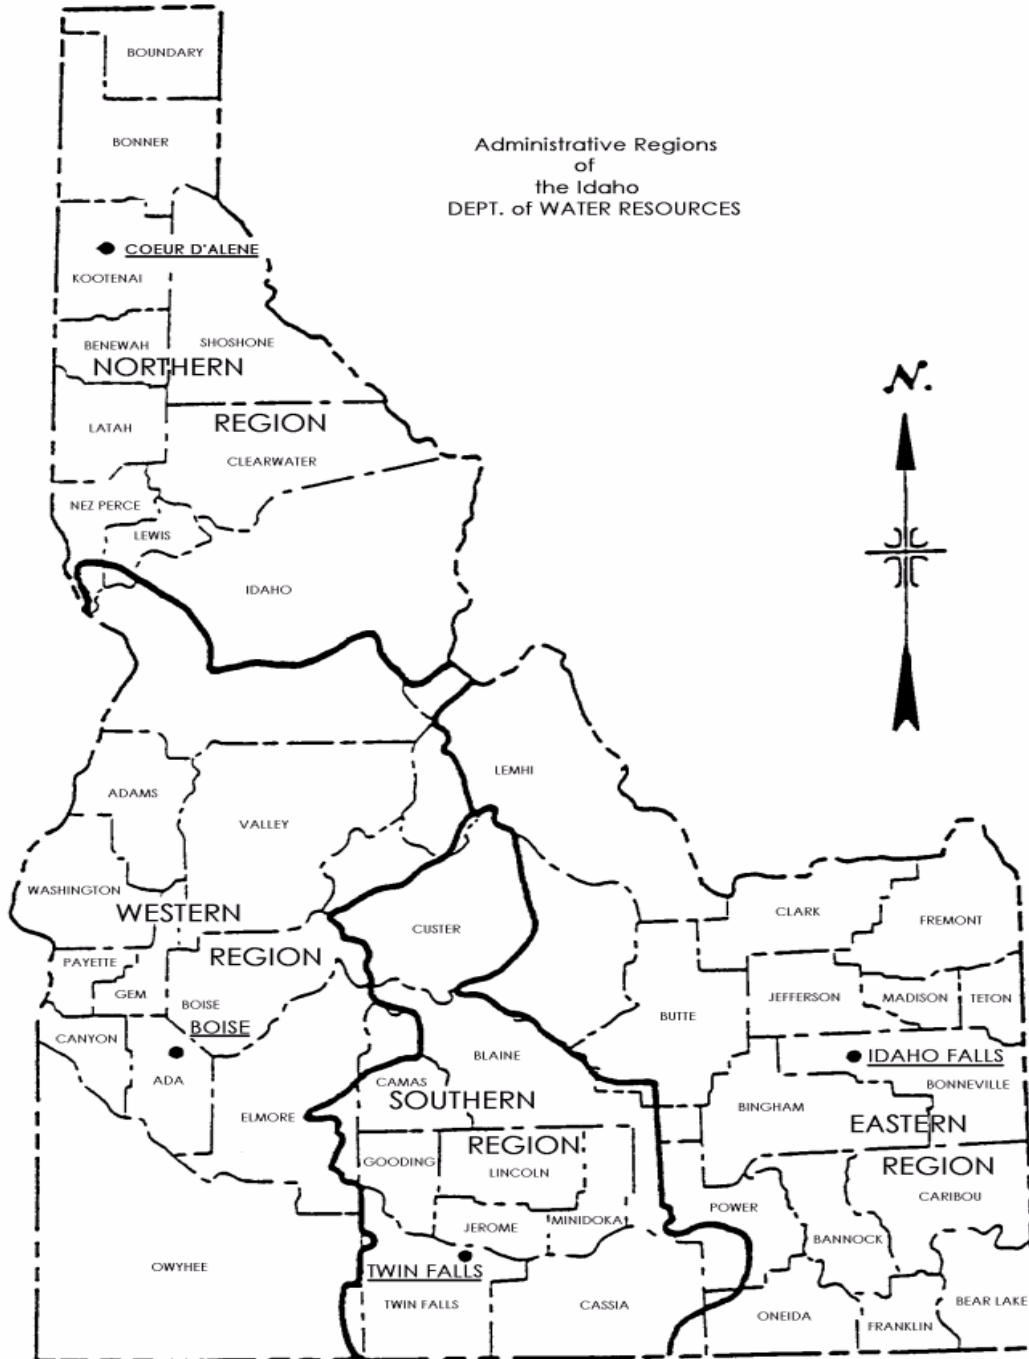 BOUNDARY
BONNER
Administrative Regions
of
the Idaho
DEPT. of WATER RESOURCES
COEUR D'ALENE
KOOTENAI
BENEWAH
SHOSHONE
NORTHERN
REGION
LATAH
CLEARWATER
N.
NEZ PERCE
LEWIS
IDAHO
LEMHI
ADAMS
VALLEY
WASHINGTON
WESTERN
REGION
CUSTER
CLARK
FREMONT
PAYETTE
GEM
BOISE
BOISE
CANYON
ADA
JEFFERSON
MADISON
TETON
BUTTE
IDAHO FALLS
BONNEVILLE
BLAINE
CAMAS
SOUTHERN
REGION
ELMORE
BINGHAM
EASTERN
REGION
GOODING
LINCOLN
CARIBOU
POWER
JEROME
MINIDOKA
BANNOCK
OWYHEE
TWIN FALLS
TWIN FALLS
CASSIA
ONEIDA
FRANKLIN
BEAR LAKE